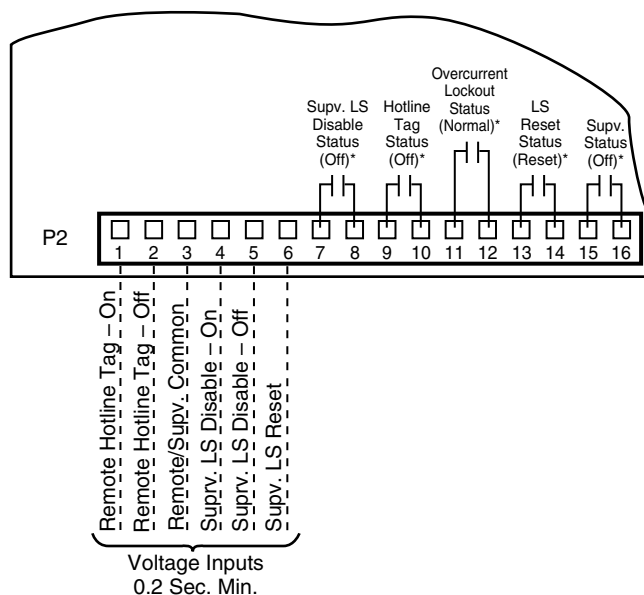 Supv. LS
Disable
Status
(Off)*
Hotline
Tag
Status
(Off)*
Overcurrent
Lockout
Status
(Normal)*
LS
Reset
Status
(Reset)*
Supv.
Status
(Off)*
P2
1 2 3 4 5 6 7 8 9 10 11 12 13 14 15 16
Remote Hotline Tag – On
Remote Hotline Tag – Off
Remote/Supv. Common
Suprv. LS Disable – On
Suprv. LS Disable – Off
Supv. LS Reset
Voltage Inputs
0.2 Sec. Min.